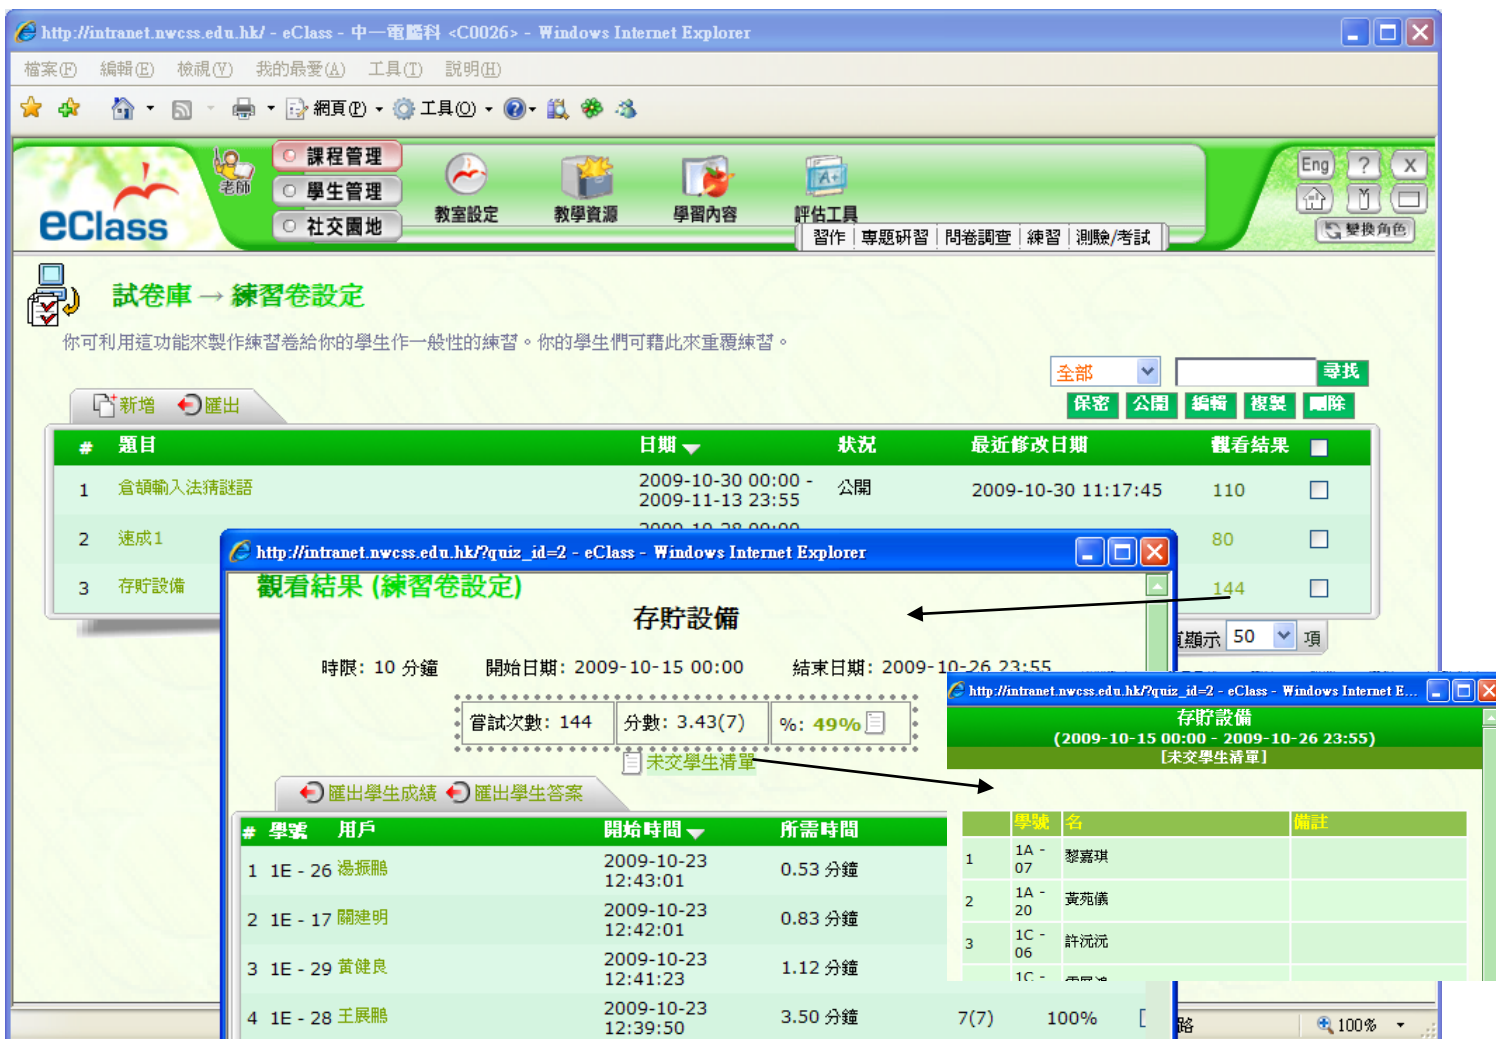 http://intranet.nwcss.edu.hk/ - eClass - 中一電腦科 <C0026> - Windows Internet Explorer
檔案(F) 編輯(E) 檢視(V) 我的最愛(A) 工具(T) 說明(H)
網頁(P) 工具(O)
eClass
老師
課程管理
學生管理
社交園地
教室設定 教學資源 學習內容 評估工具
習作 專題研習 問卷調查 練習 測驗/考試
Eng ? X
變換角色
試卷庫 → 練習卷設定
你可利用這功能來製作練習卷給你的學生作一般性的練習。你的學生們可藉此來重覆練習。
全部 尋找
新增 匯出
保密 公開 編輯 複製 刪除
# 題目 日期 狀況 最近修改日期 觀看結果
1 倉頡輸入法猜謎語 2009-10-30 00:00 - 2009-11-13 23:55 公開 2009-10-30 11:17:45 110
2 速成1 2009-10-28 00:00 80
3 存貯設備 144
頁顯示 50 項
http://intranet.nwcss.edu.hk/?quiz_id=2 - eClass - Windows Internet Explorer
觀看結果 (練習卷設定)
存貯設備
時限: 10 分鐘 開始日期: 2009-10-15 00:00 結束日期: 2009-10-26 23:55
嘗試次數: 144 分數: 3.43(7) %: 49%
未交學生清單
匯出學生成績 匯出學生答案
# 學號 用戶 開始時間 所需時間
1 1E - 26 湯振鵬 2009-10-23 12:43:01 0.53 分鐘
2 1E - 17 關建明 2009-10-23 12:42:01 0.83 分鐘
3 1E - 29 黃健良 2009-10-23 12:41:23 1.12 分鐘
4 1E - 28 王展鵬 2009-10-23 12:39:50 3.50 分鐘 7(7) 100%
http://intranet.nwcss.edu.hk/?quiz_id=2 - eClass - Windows Internet E...
存貯設備
(2009-10-15 00:00 - 2009-10-26 23:55)
[未交學生清單]
學號 名 備註
1 1A - 07 黎嘉琪
2 1A - 20 黃苑儀
3 1C - 06 許沅沅
1C -
路 100%